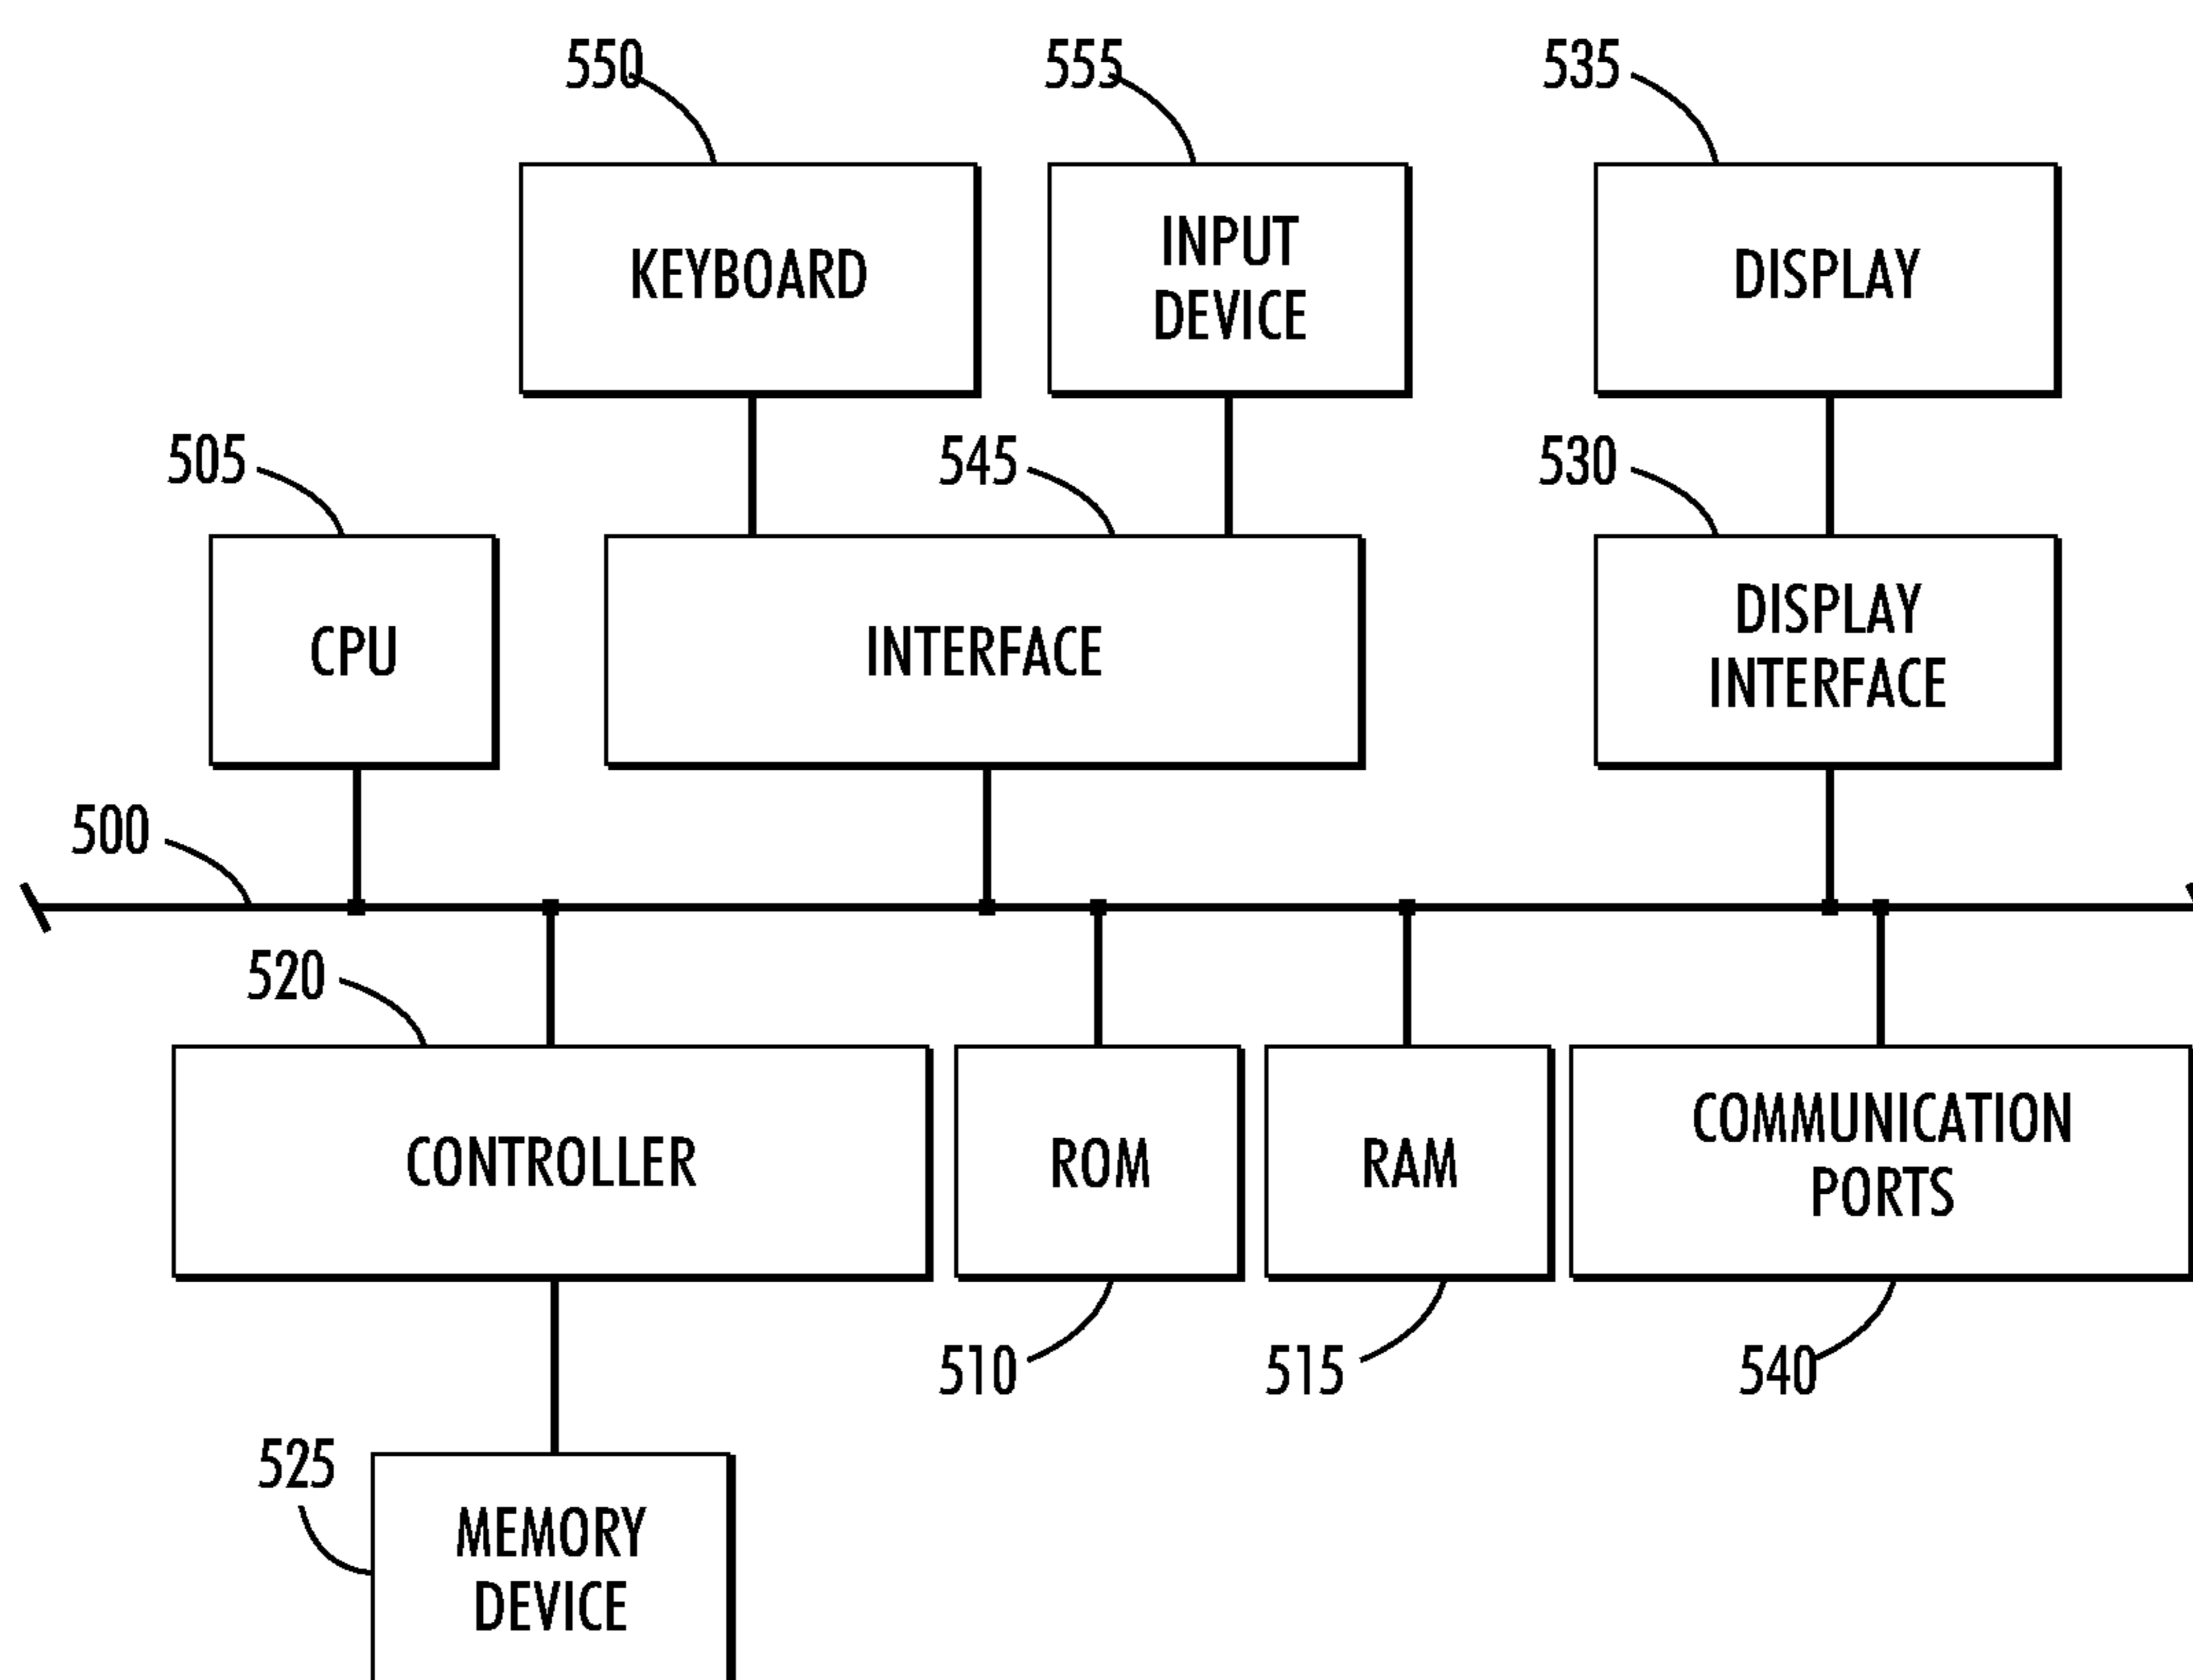 550
555
535
KEYBOARD
INPUT
DEVICE
DISPLAY
505
545
530
CPU
INTERFACE
DISPLAY
INTERFACE
500
520
CONTROLLER
ROM
RAM
COMMUNICATION
PORTS
510
515
540
525
MEMORY
DEVICE